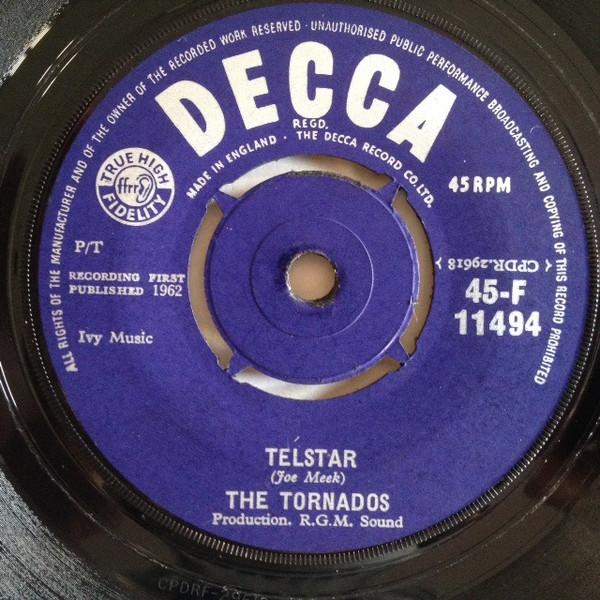 ALL RIGHTS OF THE MANUFACTURER AND OF THE OWNER OF THE RECORDED WORK RESERVED · UNAUTHORISED PUBLIC PERFORMANCE BROADCASTING AND COPYING OF THIS RECORD PROHIBITED
DECCA
REGD.
MADE IN ENGLAND · THE DECCA RECORD CO. LTD.
TRUE HIGH
ffrr
FIDELITY
45 RPM
P/T
CPDR.29618
RECORDING FIRST
PUBLISHED 1962
45-F
11494
Ivy Music
TELSTAR
(Joe Meek)
THE TORNADOS
Production. R.G.M. Sound